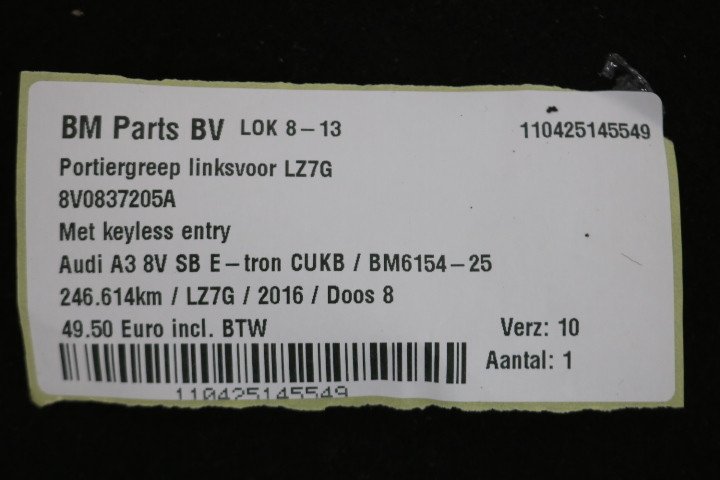 BM Parts BV LOK 8-13 110425145549
Portiergreep linksvoor LZ7G
8V0837205A
Met keyless entry
Audi A3 8V SB E-tron CUKB / BM6154-25
246.614km / LZ7G / 2016 / Doos 8
49.50 Euro incl. BTW Verz: 10
Aantal: 1
110425145549